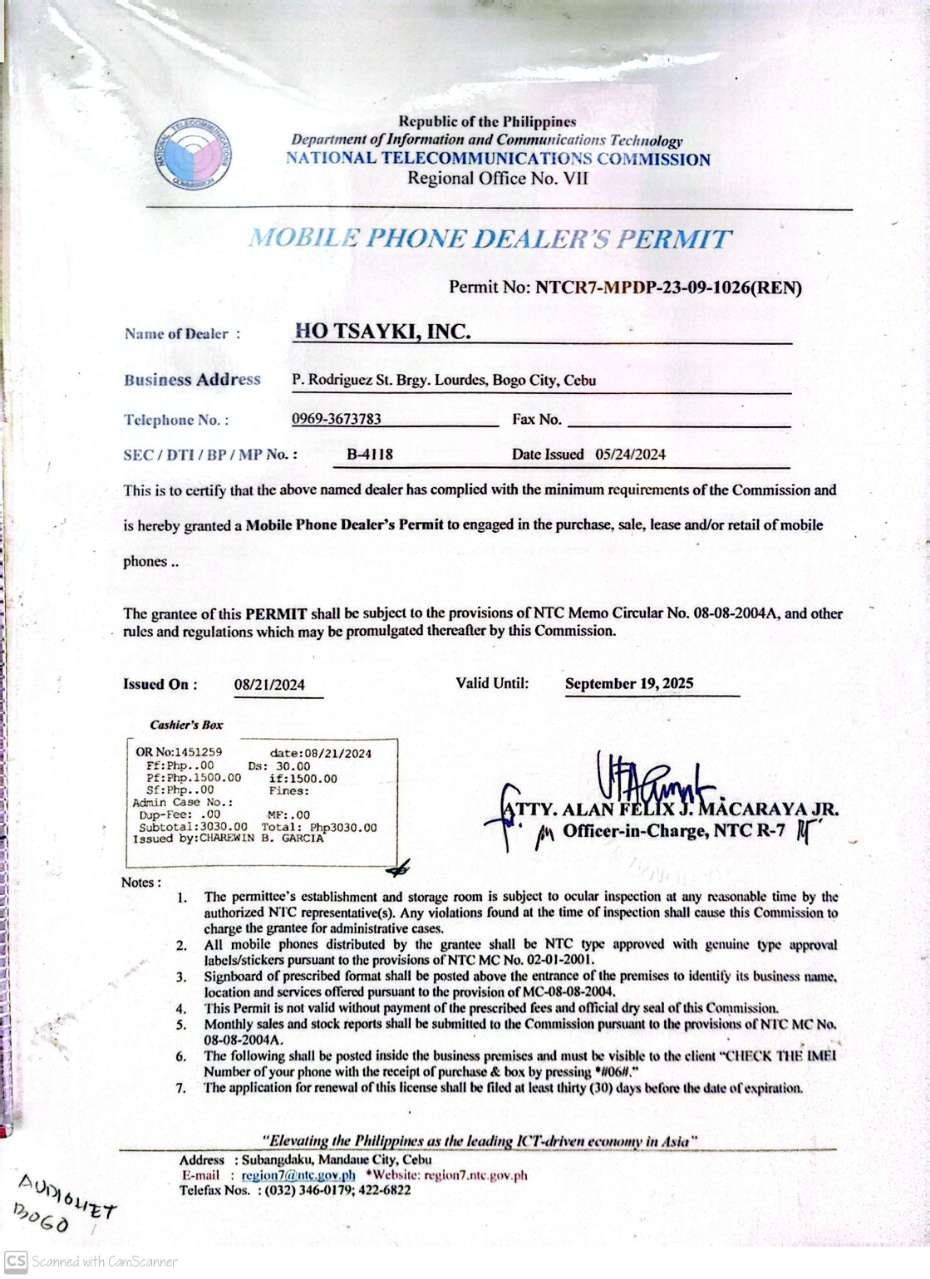 NATIONAL TELECOMMUNICATIONS
COMMISSION
Republic of the Philippines
Department of Information and Communications Technology
NATIONAL TELECOMMUNICATIONS COMMISSION
Regional Office No. VII
MOBILE PHONE DEALER'S PERMIT
Permit No: NTCR7-MPDP-23-09-1026(REN)
Name of Dealer : HO TSAYKI, INC.
Business Address P. Rodriguez St. Brgy. Lourdes, Bogo City, Cebu
Telephone No. : 0969-3673783 Fax No.
SEC / DTI / BP / MP No. : B-4118 Date Issued 05/24/2024
This is to certify that the above named dealer has complied with the minimum requirements of the Commission and
is hereby granted a Mobile Phone Dealer's Permit to engaged in the purchase, sale, lease and/or retail of mobile
phones ..
The grantee of this PERMIT shall be subject to the provisions of NTC Memo Circular No. 08-08-2004A, and other
rules and regulations which may be promulgated thereafter by this Commission.
Issued On : 08/21/2024 Valid Until: September 19, 2025
Cashier's Box
OR No:1451259 date:08/21/2024
Ff:Php..00 Ds: 30.00
Pf:Php.1500.00 if:1500.00
Sf:Php..00 Fines:
Admin Case No.:
Dup-Fee: .00 MF:.00
Subtotal:3030.00 Total: Php3030.00
Issued by:CHAREWIN B. GARCIA
ATTY. ALAN FELIX J. MACARAYA JR.
Officer-in-Charge, NTC R-7
Notes :
1. The permittee's establishment and storage room is subject to ocular inspection at any reasonable time by the
authorized NTC representative(s). Any violations found at the time of inspection shall cause this Commission to
charge the grantee for administrative cases.
2. All mobile phones distributed by the grantee shall be NTC type approved with genuine type approval
labels/stickers pursuant to the provisions of NTC MC No. 02-01-2001.
3. Signboard of prescribed format shall be posted above the entrance of the premises to identify its business name,
location and services offered pursuant to the provision of MC-08-08-2004.
4. This Permit is not valid without payment of the prescribed fees and official dry seal of this Commission.
5. Monthly sales and stock reports shall be submitted to the Commission pursuant to the provisions of NTC MC No.
08-08-2004A.
6. The following shall be posted inside the business premises and must be visible to the client "CHECK THE IMEI
Number of your phone with the receipt of purchase & box by pressing *#06#."
7. The application for renewal of this license shall be filed at least thirty (30) days before the date of expiration.
"Elevating the Philippines as the leading ICT-driven economy in Asia"
Address : Subangdaku, Mandaue City, Cebu
E-mail : region7@ntc.gov.ph *Website: region7.ntc.gov.ph
Telefax Nos. : (032) 346-0179; 422-6822
AUDIONET
BOGO
CS Scanned with CamScanner